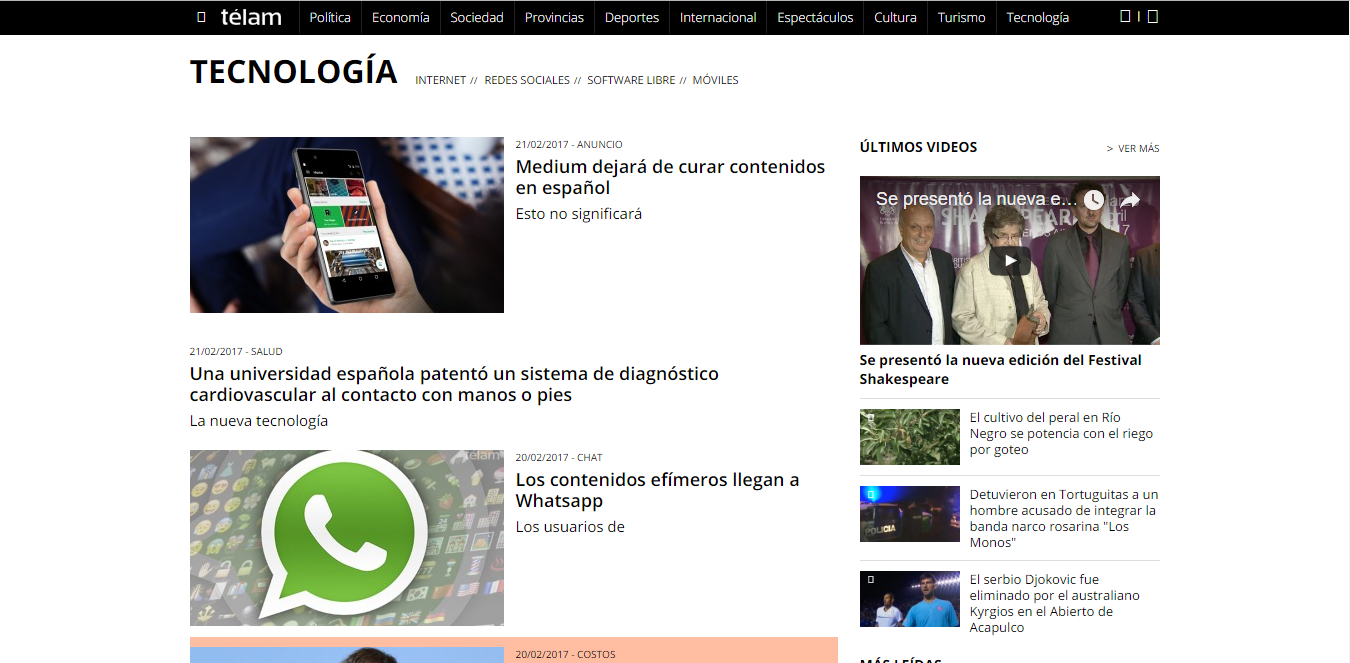 télam
Política
Economía
Sociedad
Provincias
Deportes
Internacional
Espectáculos
Cultura
Turismo
Tecnología
TECNOLOGÍA
INTERNET // REDES SOCIALES // SOFTWARE LIBRE // MÓVILES
21/02/2017 - ANUNCIO
Medium dejará de curar contenidos
en español
Esto no significará
21/02/2017 - SALUD
Una universidad española patentó un sistema de diagnóstico
cardiovascular al contacto con manos o pies
La nueva tecnología
télam
20/02/2017 - CHAT
Los contenidos efímeros llegan a
Whatsapp
Los usuarios de
20/02/2017 - COSTOS
ÚLTIMOS VIDEOS
> VER MÁS
Se presentó la nueva e...
SHAKESPEARE
Se presentó la nueva edición del Festival
Shakespeare
El cultivo del peral en Río
Negro se potencia con el riego
por goteo
POLICIA
Detuvieron en Tortuguitas a un
hombre acusado de integrar la
banda narco rosarina "Los
Monos"
El serbio Djokovic fue
eliminado por el australiano
Kyrgios en el Abierto de
Acapulco
MÁS LEÍDAS